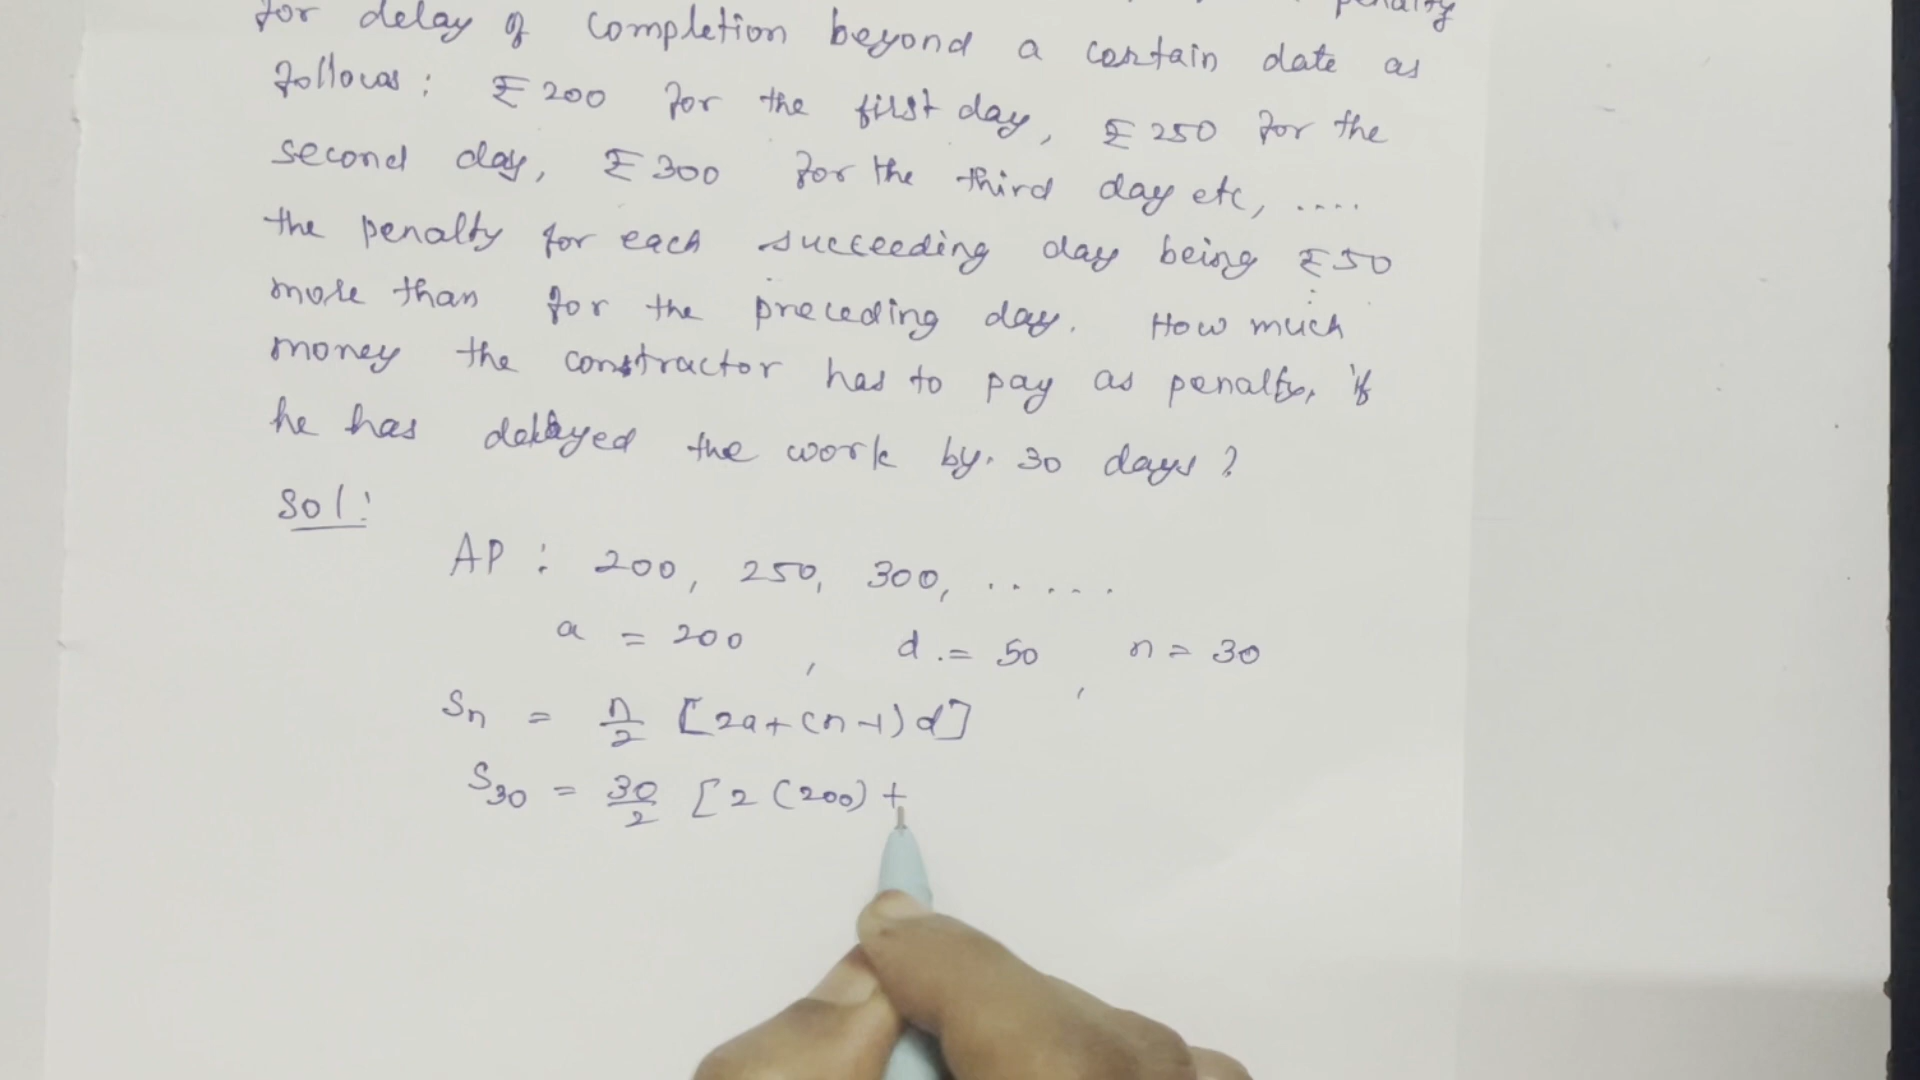 for delay of completion beyond a certain date as
follows: ₹200 for the first day, ₹250 for the
second day, ₹300 for the third day etc, ....
the penalty for each succeeding day being ₹50
more than for the preceding day. How much
money the constractor has to pay as penalty, if
he has delayed the work by. 30 days?
Sol:
AP : 200, 250, 300, ......
a = 200, d = 50, n = 30
Sn = n/2 [2a+(n-1)d]
S30 = 30/2 [2(200) +